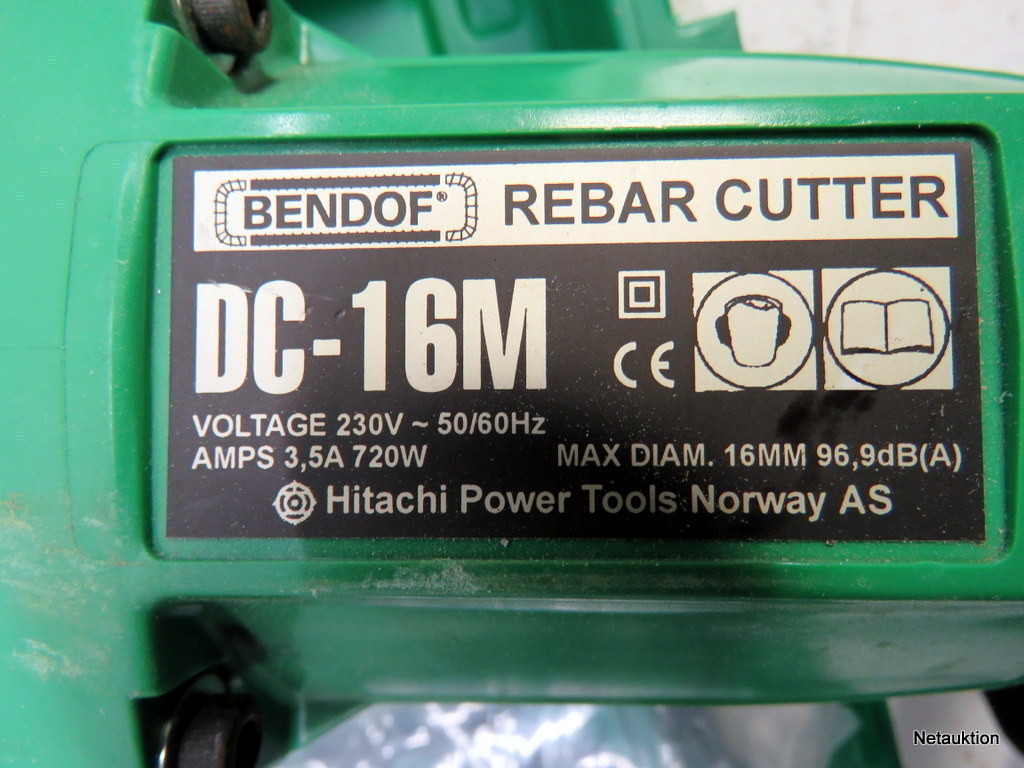 BENDOF® REBAR CUTTER
DC-16M
CE
VOLTAGE 230V ~ 50/60Hz
AMPS 3,5A 720W MAX DIAM. 16MM 96,9dB(A)
Hitachi Power Tools Norway AS
Netauktion